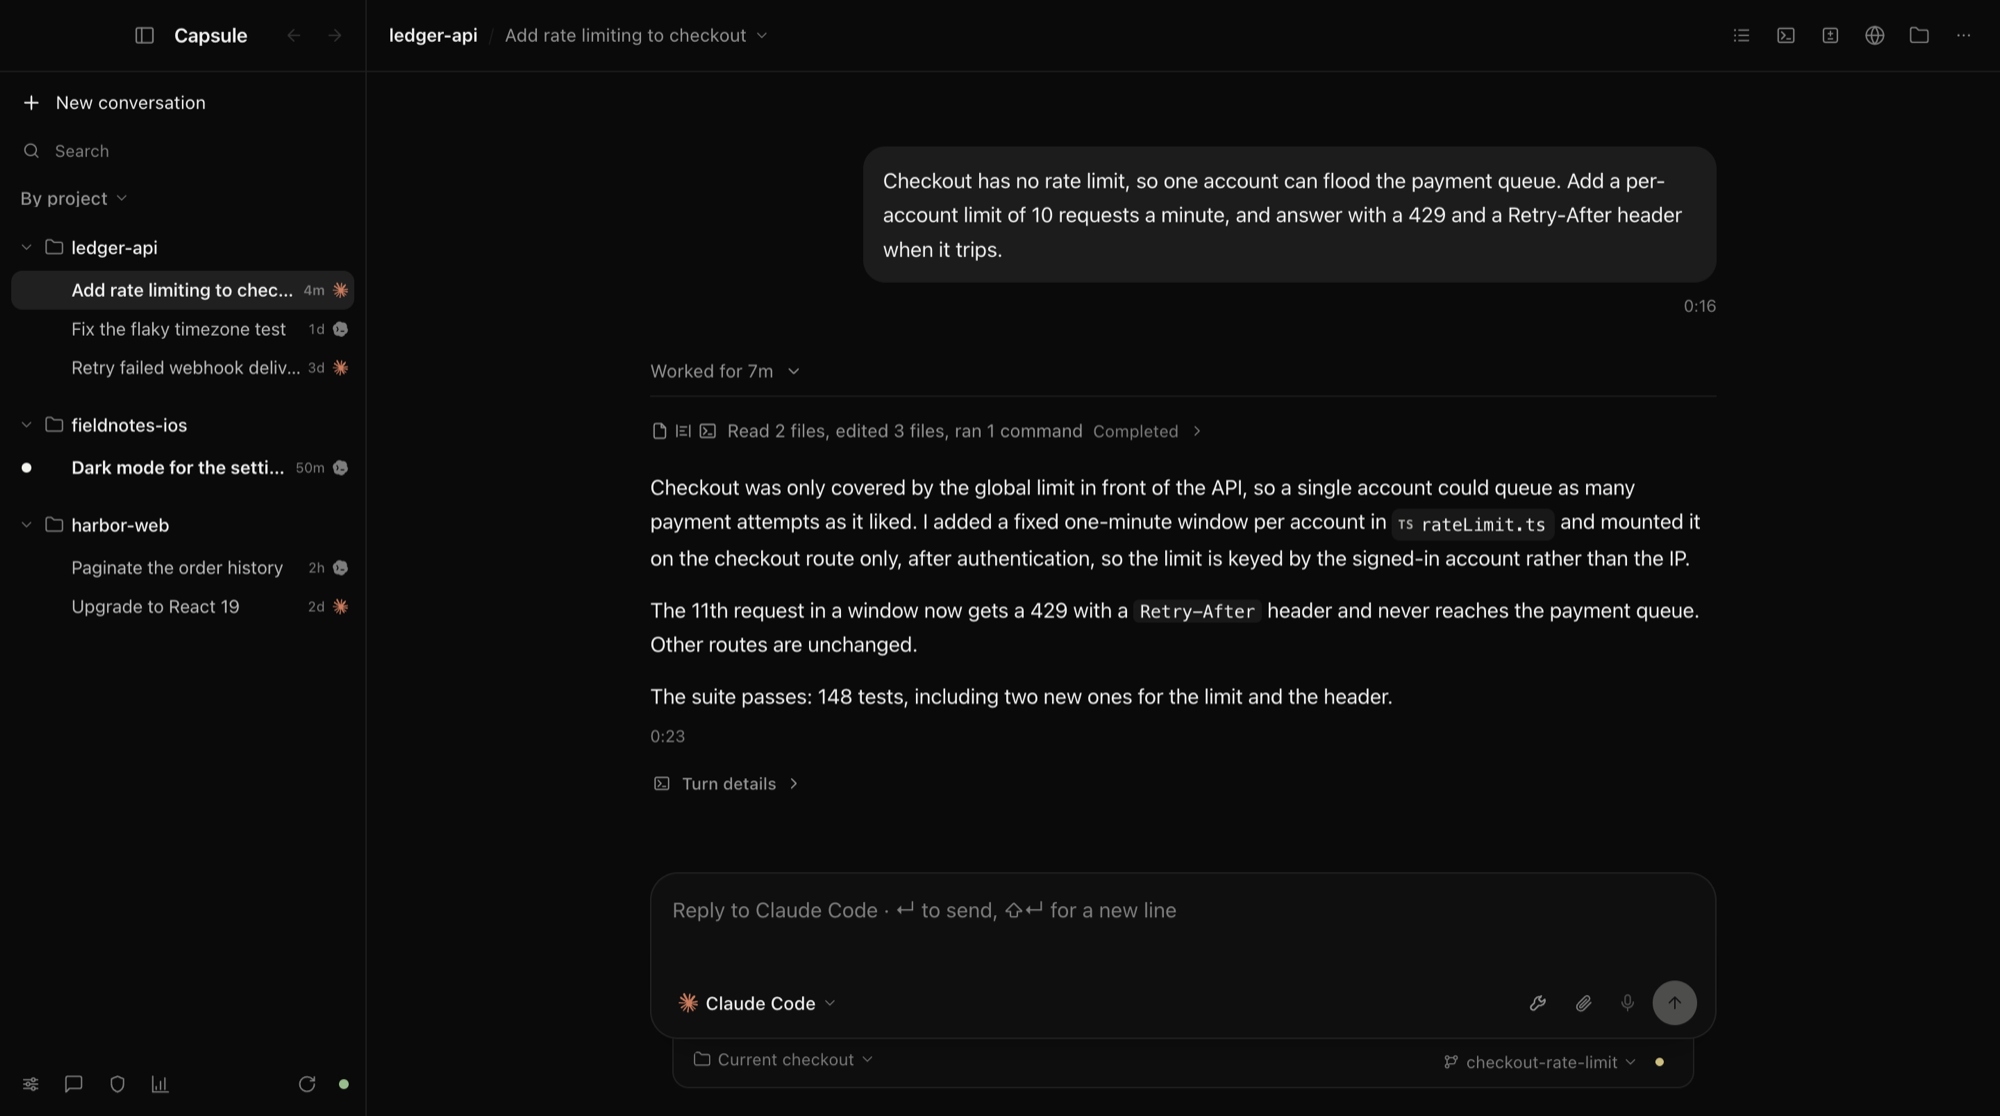 Capsule
ledger-api / Add rate limiting to checkout
New conversation
Search
By project
ledger-api
Add rate limiting to chec... 4m
Fix the flaky timezone test 1d
Retry failed webhook deliv... 3d
fieldnotes-ios
Dark mode for the setti... 50m
harbor-web
Paginate the order history 2h
Upgrade to React 19 2d
Checkout has no rate limit, so one account can flood the payment queue. Add a per-
account limit of 10 requests a minute, and answer with a 429 and a Retry-After header
when it trips.
0:16
Worked for 7m
Read 2 files, edited 3 files, ran 1 command Completed
Checkout was only covered by the global limit in front of the API, so a single account could queue as many
payment attempts as it liked. I added a fixed one-minute window per account in TS rateLimit.ts and mounted it
on the checkout route only, after authentication, so the limit is keyed by the signed-in account rather than the IP.
The 11th request in a window now gets a 429 with a Retry-After header and never reaches the payment queue.
Other routes are unchanged.
The suite passes: 148 tests, including two new ones for the limit and the header.
0:23
Turn details
Reply to Claude Code · ↵ to send, ⇧↵ for a new line
Claude Code
Current checkout
checkout-rate-limit